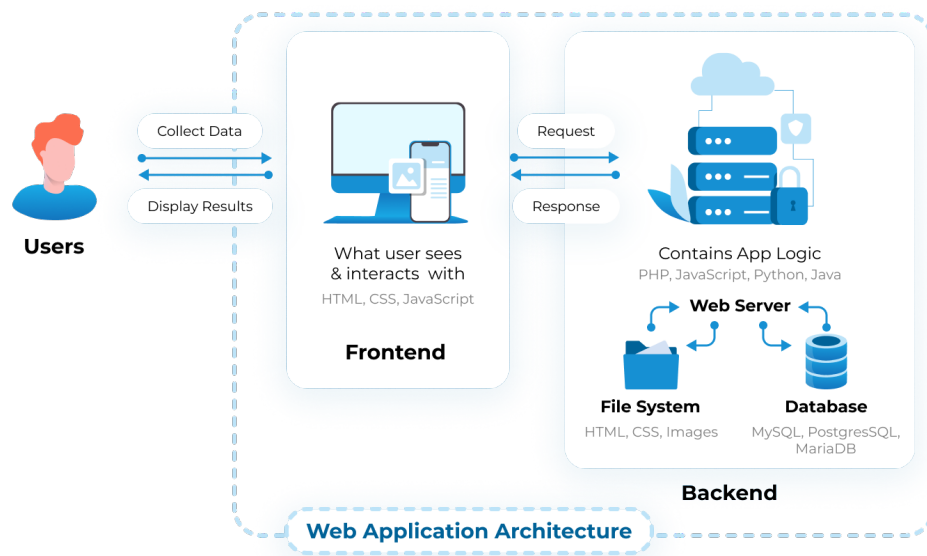 Collect Data
Display Results
Users
What user sees
& interacts with
HTML, CSS, JavaScript
Frontend
Request
Response
Contains App Logic
PHP, JavaScript, Python, Java
Web Server
File System
HTML, CSS, Images
Database
MySQL, PostgresSQL,
MariaDB
Backend
Web Application Architecture